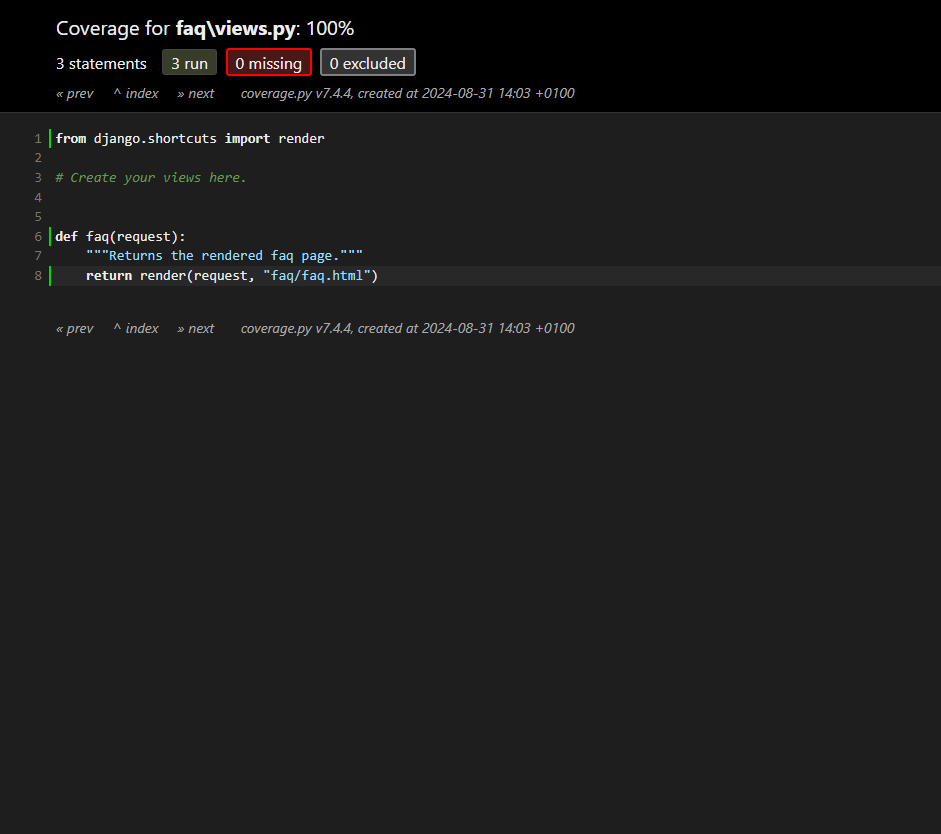 Coverage for faq\views.py: 100%
3 statements 3 run 0 missing 0 excluded
« prev ^ index » next coverage.py v7.4.4, created at 2024-08-31 14:03 +0100
1 from django.shortcuts import render
2
3 # Create your views here.
4
5
6 def faq(request):
7     """Returns the rendered faq page."""
8     return render(request, "faq/faq.html")
« prev ^ index » next coverage.py v7.4.4, created at 2024-08-31 14:03 +0100